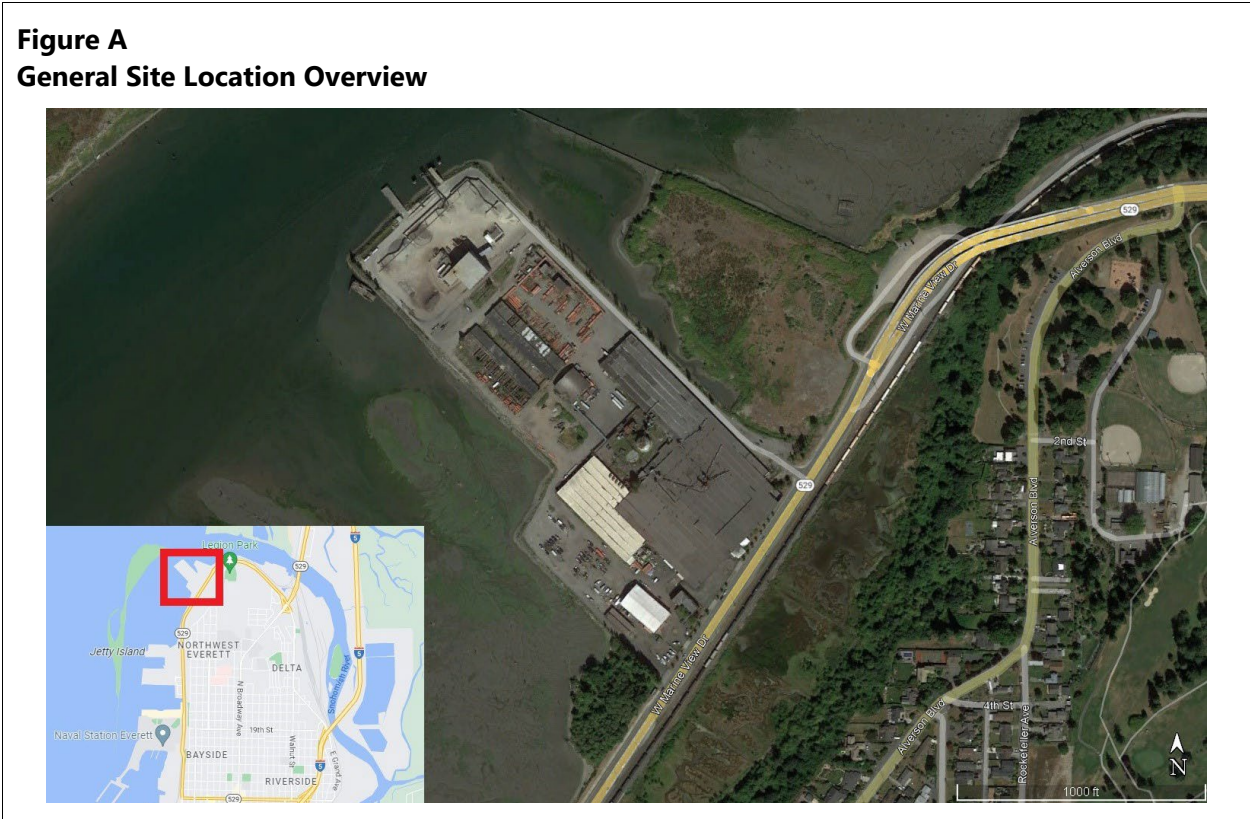 Figure A
General Site Location Overview
529
Alverson Blvd
W Marine View Dr
2nd St
529
Alverson Blvd
W Marine View Dr
4th St
Alverson Blvd
Rockefeller Ave
N
1000 ft
Legion Park
5
529
529
Jetty Island
NORTHWEST
EVERETT
DELTA
5
Snohomish River
N Broadway Ave
19th St
Walnut St
Naval Station Everett
BAYSIDE
E Grand Ave
5
RIVERSIDE
529